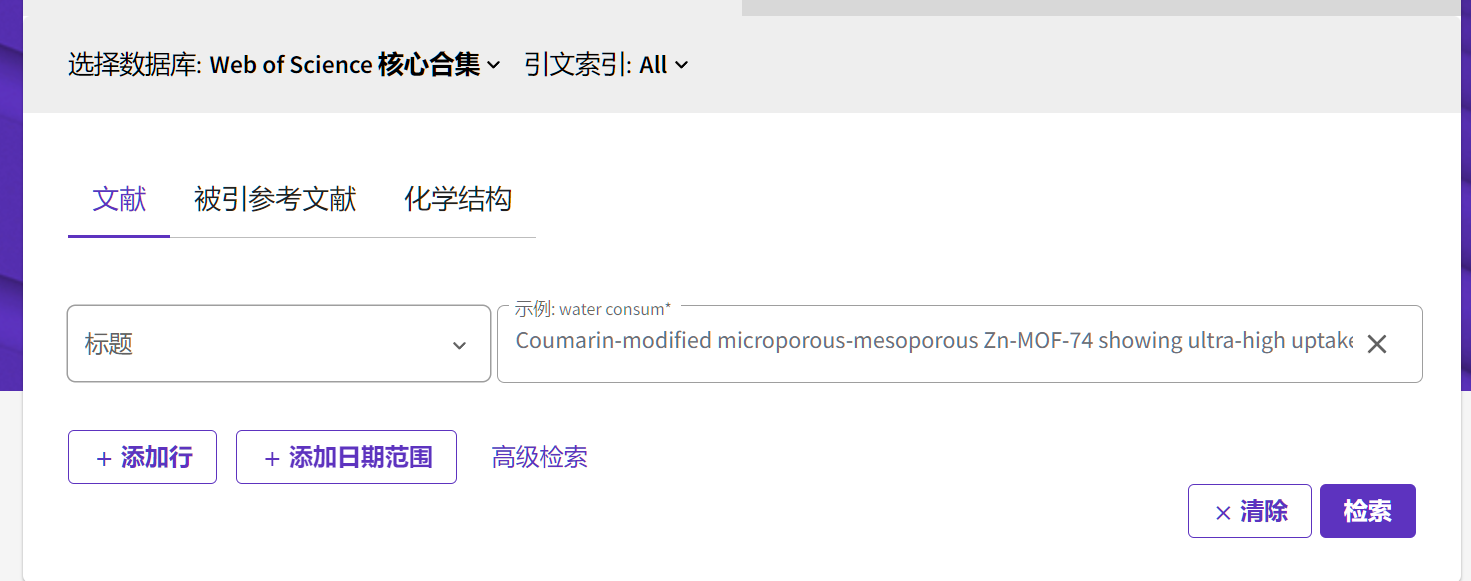 选择数据库: Web of Science 核心合集 引文索引: All
文献 被引参考文献 化学结构
示例: water consum*
标题 Coumarin-modified microporous-mesoporous Zn-MOF-74 showing ultra-high uptake
+ 添加行 + 添加日期范围 高级检索
× 清除 检索